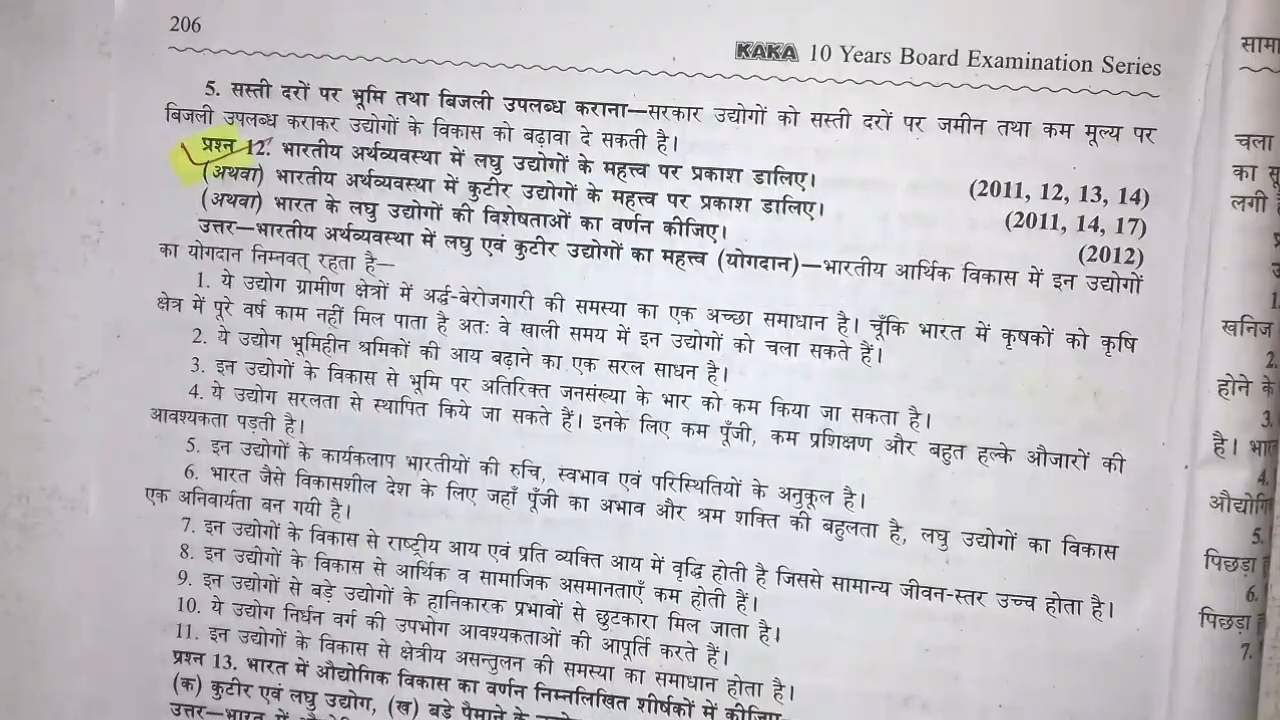 206
KAKA 10 Years Board Examination Series
5. सस्ती दरों पर भूमि तथा बिजली उपलब्ध कराना—सरकार उद्योगों को सस्ती दरों पर जमीन तथा कम मूल्य पर
बिजली उपलब्ध कराकर उद्योगों के विकास को बढ़ावा दे सकती है।
प्रश्न 12. भारतीय अर्थव्यवस्था में लघु उद्योगों के महत्त्व पर प्रकाश डालिए। (2011, 12, 13, 14)
(अथवा) भारतीय अर्थव्यवस्था में कुटीर उद्योगों के महत्त्व पर प्रकाश डालिए। (2011, 14, 17)
(अथवा) भारत के लघु उद्योगों की विशेषताओं का वर्णन कीजिए। (2012)
उत्तर—भारतीय अर्थव्यवस्था में लघु एवं कुटीर उद्योगों का महत्त्व (योगदान)—भारतीय आर्थिक विकास में इन उद्योगों
का योगदान निम्नवत् रहता है—
1. ये उद्योग ग्रामीण क्षेत्रों में अर्द्ध-बेरोजगारी की समस्या का एक अच्छा समाधान है। चूँकि भारत में कृषकों को कृषि
क्षेत्र में पूरे वर्ष काम नहीं मिल पाता है अतः वे खाली समय में इन उद्योगों को चला सकते हैं।
2. ये उद्योग भूमिहीन श्रमिकों की आय बढ़ाने का एक सरल साधन है।
3. इन उद्योगों के विकास से भूमि पर अतिरिक्त जनसंख्या के भार को कम किया जा सकता है।
4. ये उद्योग सरलता से स्थापित किये जा सकते हैं। इनके लिए कम पूँजी, कम प्रशिक्षण और बहुत हल्के औजारों की
आवश्यकता पड़ती है।
5. इन उद्योगों के कार्यकलाप भारतीयों की रुचि, स्वभाव एवं परिस्थितियों के अनुकूल है।
6. भारत जैसे विकासशील देश के लिए जहाँ पूँजी का अभाव और श्रम शक्ति की बहुलता है, लघु उद्योगों का विकास
एक अनिवार्यता बन गयी है।
7. इन उद्योगों के विकास से राष्ट्रीय आय एवं प्रति व्यक्ति आय में वृद्धि होती है जिससे सामान्य जीवन-स्तर उच्च होता है।
8. इन उद्योगों के विकास से आर्थिक व सामाजिक असमानताएँ कम होती हैं।
9. इन उद्योगों से बड़े उद्योगों के हानिकारक प्रभावों से छुटकारा मिल जाता है।
10. ये उद्योग निर्धन वर्ग की उपभोग आवश्यकताओं की आपूर्ति करते हैं।
11. इन उद्योगों के विकास से क्षेत्रीय असन्तुलन की समस्या का समाधान होता है।
प्रश्न 13. भारत में औद्योगिक विकास का वर्णन निम्नलिखित शीर्षकों में कीजिए
(क) कुटीर एवं लघु उद्योग, (ख) बड़े पैमाने के
उत्तर—भारत में
चला
का
लगी
1.
खनिज
2.
होने के
3.
है।
4.
5.
पिछड़ा
6.
पिछड़ा
7.